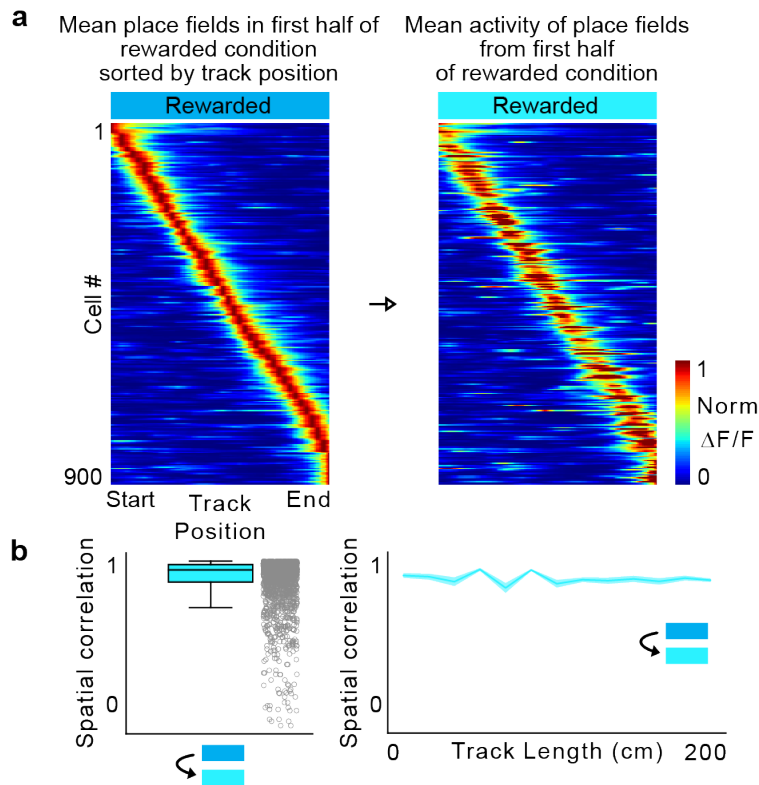 a
Mean place fields in first half of
rewarded condition
sorted by track position
Mean activity of place fields
from first half
of rewarded condition
Rewarded
Rewarded
1
Cell #
900
Start
Track
Position
End
1
Norm
ΔF/F
0
b
Spatial correlation
1
0
Spatial correlation
1
0
0
Track Length (cm)
200